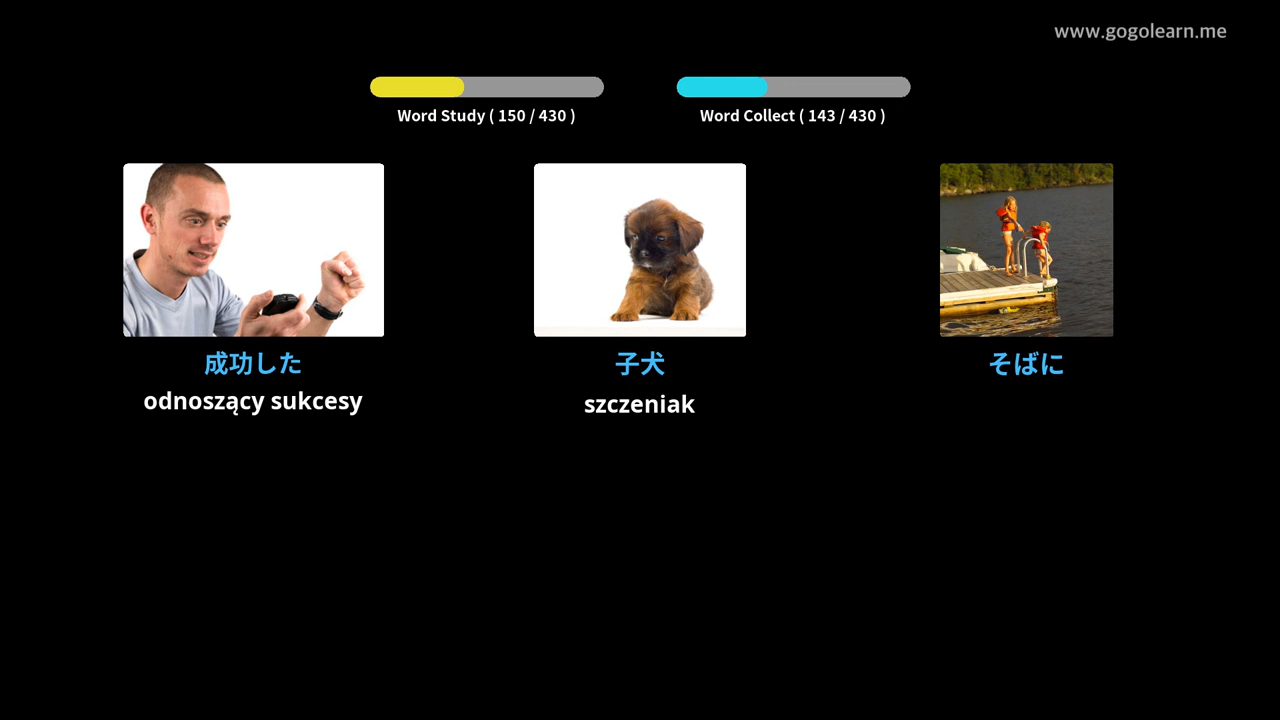 www.gogolearn.me
Word Study ( 150 / 430 )
Word Collect ( 143 / 430 )
成功した
子犬
そばに
odnoszący sukcesy
szczeniak